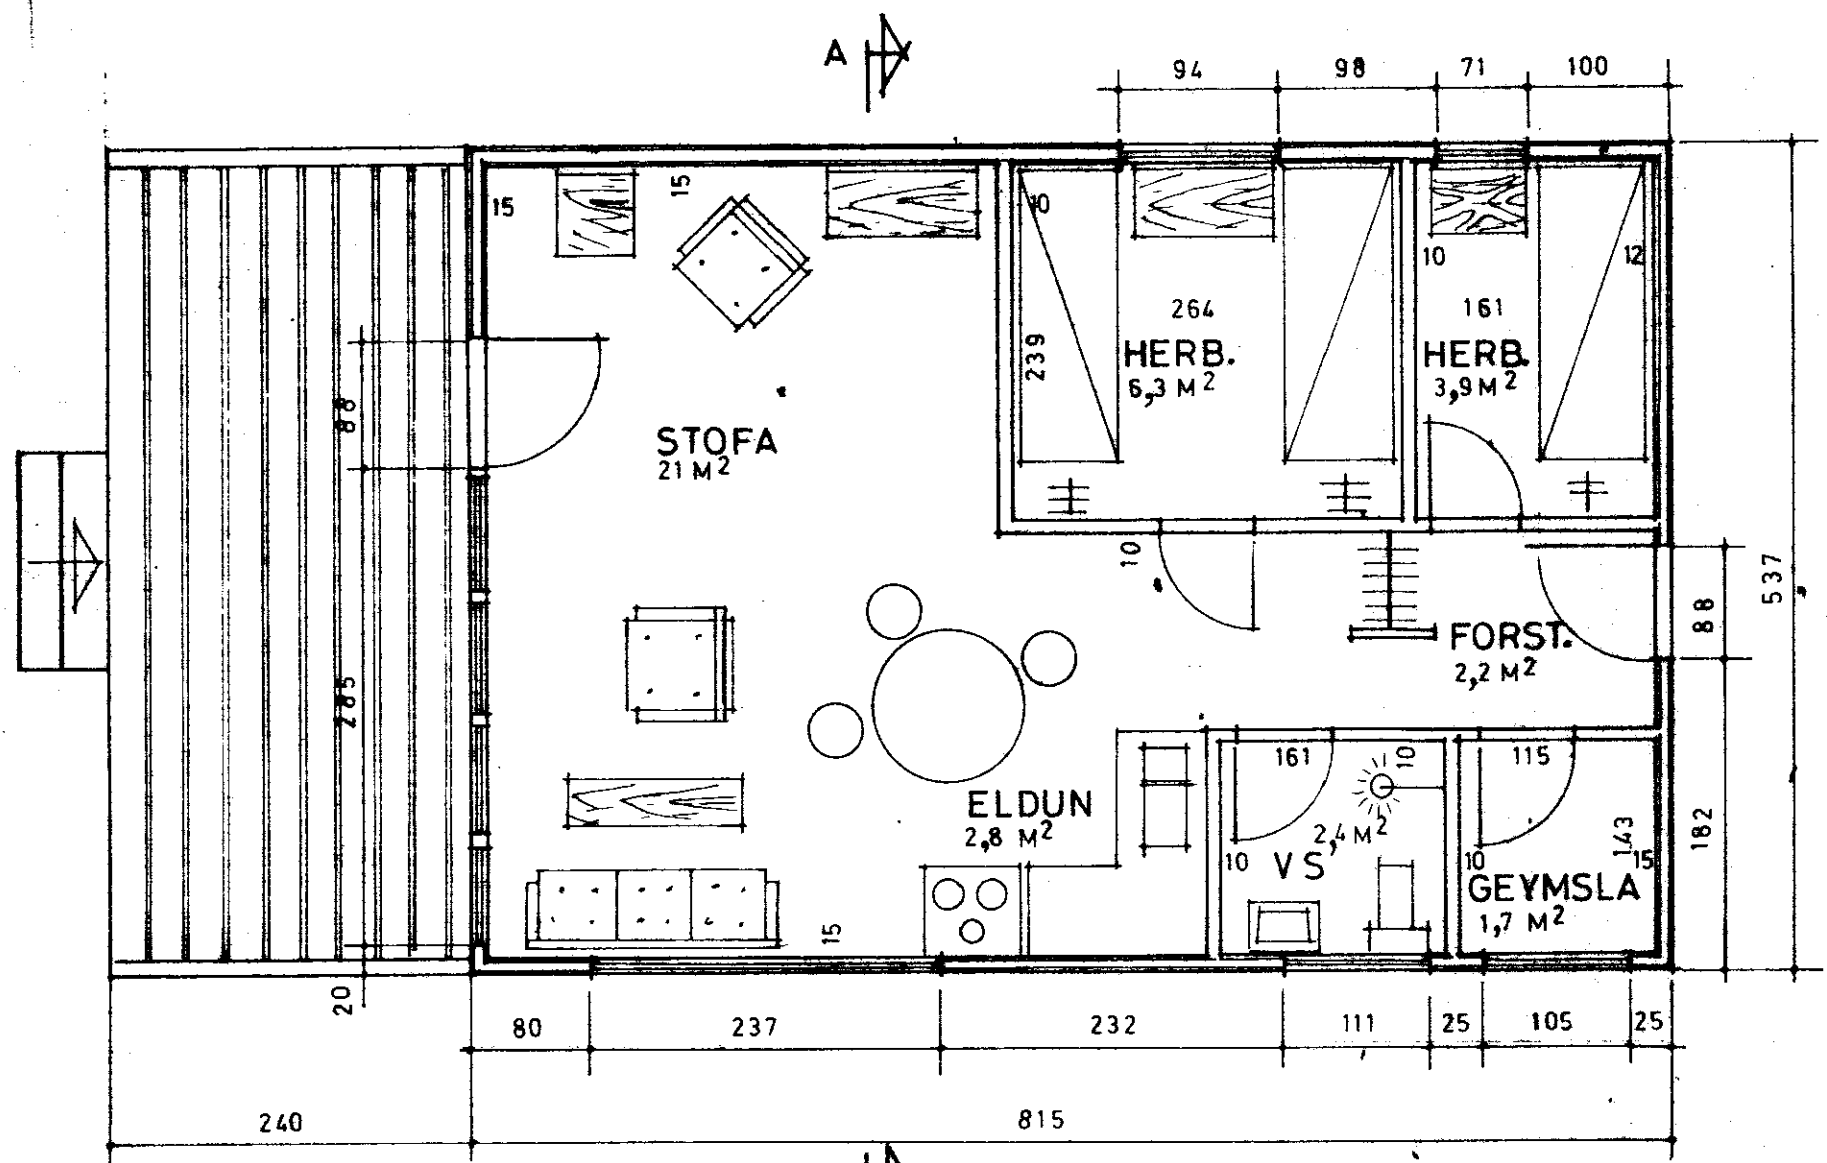 A
94 98 71 100
15
15
10
10
12
264
161
239
HERB.
6,3 M²
HERB.
3,9 M²
88
STOFA
21 M²
10
537
88
FORST.
2,2 M²
285
161
10
115
ELDUN
2,8 M²
2,4 M²
VS
10
143
182
10
15
GEYMSLA
1,7 M²
15
20
80 237 232 111 25 105 25
240 815